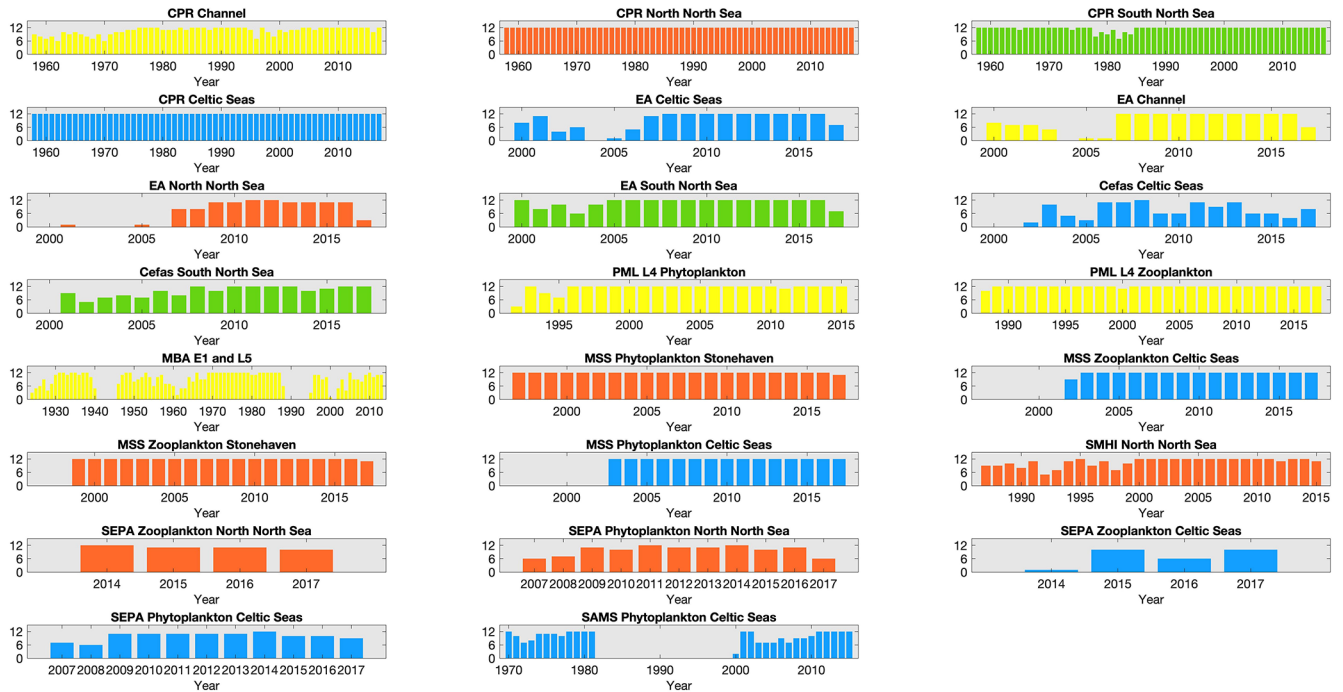 CPR Channel
12
6
0
1960 1970 1980 1990 2000 2010
Year
CPR North North Sea
12
6
0
1960 1970 1980 1990 2000 2010
Year
CPR South North Sea
12
6
0
1960 1970 1980 1990 2000 2010
Year
CPR Celtic Seas
12
6
0
1960 1970 1980 1990 2000 2010
Year
EA Celtic Seas
12
6
0
2000 2005 2010 2015
Year
EA Channel
12
6
0
2000 2005 2010 2015
Year
EA North North Sea
12
6
0
2000 2005 2010 2015
Year
EA South North Sea
12
6
0
2000 2005 2010 2015
Year
Cefas Celtic Seas
12
6
0
2000 2005 2010 2015
Year
Cefas South North Sea
12
6
0
2000 2005 2010 2015
Year
PML L4 Phytoplankton
12
6
0
1995 2000 2005 2010 2015
Year
PML L4 Zooplankton
12
6
0
1990 1995 2000 2005 2010 2015
Year
MBA E1 and L5
12
6
0
1930 1940 1950 1960 1970 1980 1990 2000 2010
Year
MSS Phytoplankton Stonehaven
12
6
0
2000 2005 2010 2015
Year
MSS Zooplankton Celtic Seas
12
6
0
2000 2005 2010 2015
Year
MSS Zooplankton Stonehaven
12
6
0
2000 2005 2010 2015
Year
MSS Phytoplankton Celtic Seas
12
6
0
2000 2005 2010 2015
Year
SMHI North North Sea
12
6
0
1990 1995 2000 2005 2010 2015
Year
SEPA Zooplankton North North Sea
12
6
0
2014 2015 2016 2017
Year
SEPA Phytoplankton North North Sea
12
6
0
2007 2008 2009 2010 2011 2012 2013 2014 2015 2016 2017
Year
SEPA Zooplankton Celtic Seas
12
6
0
2014 2015 2016 2017
Year
SEPA Phytoplankton Celtic Seas
12
6
0
2007 2008 2009 2010 2011 2012 2013 2014 2015 2016 2017
Year
SAMS Phytoplankton Celtic Seas
12
6
0
1970 1980 1990 2000 2010
Year